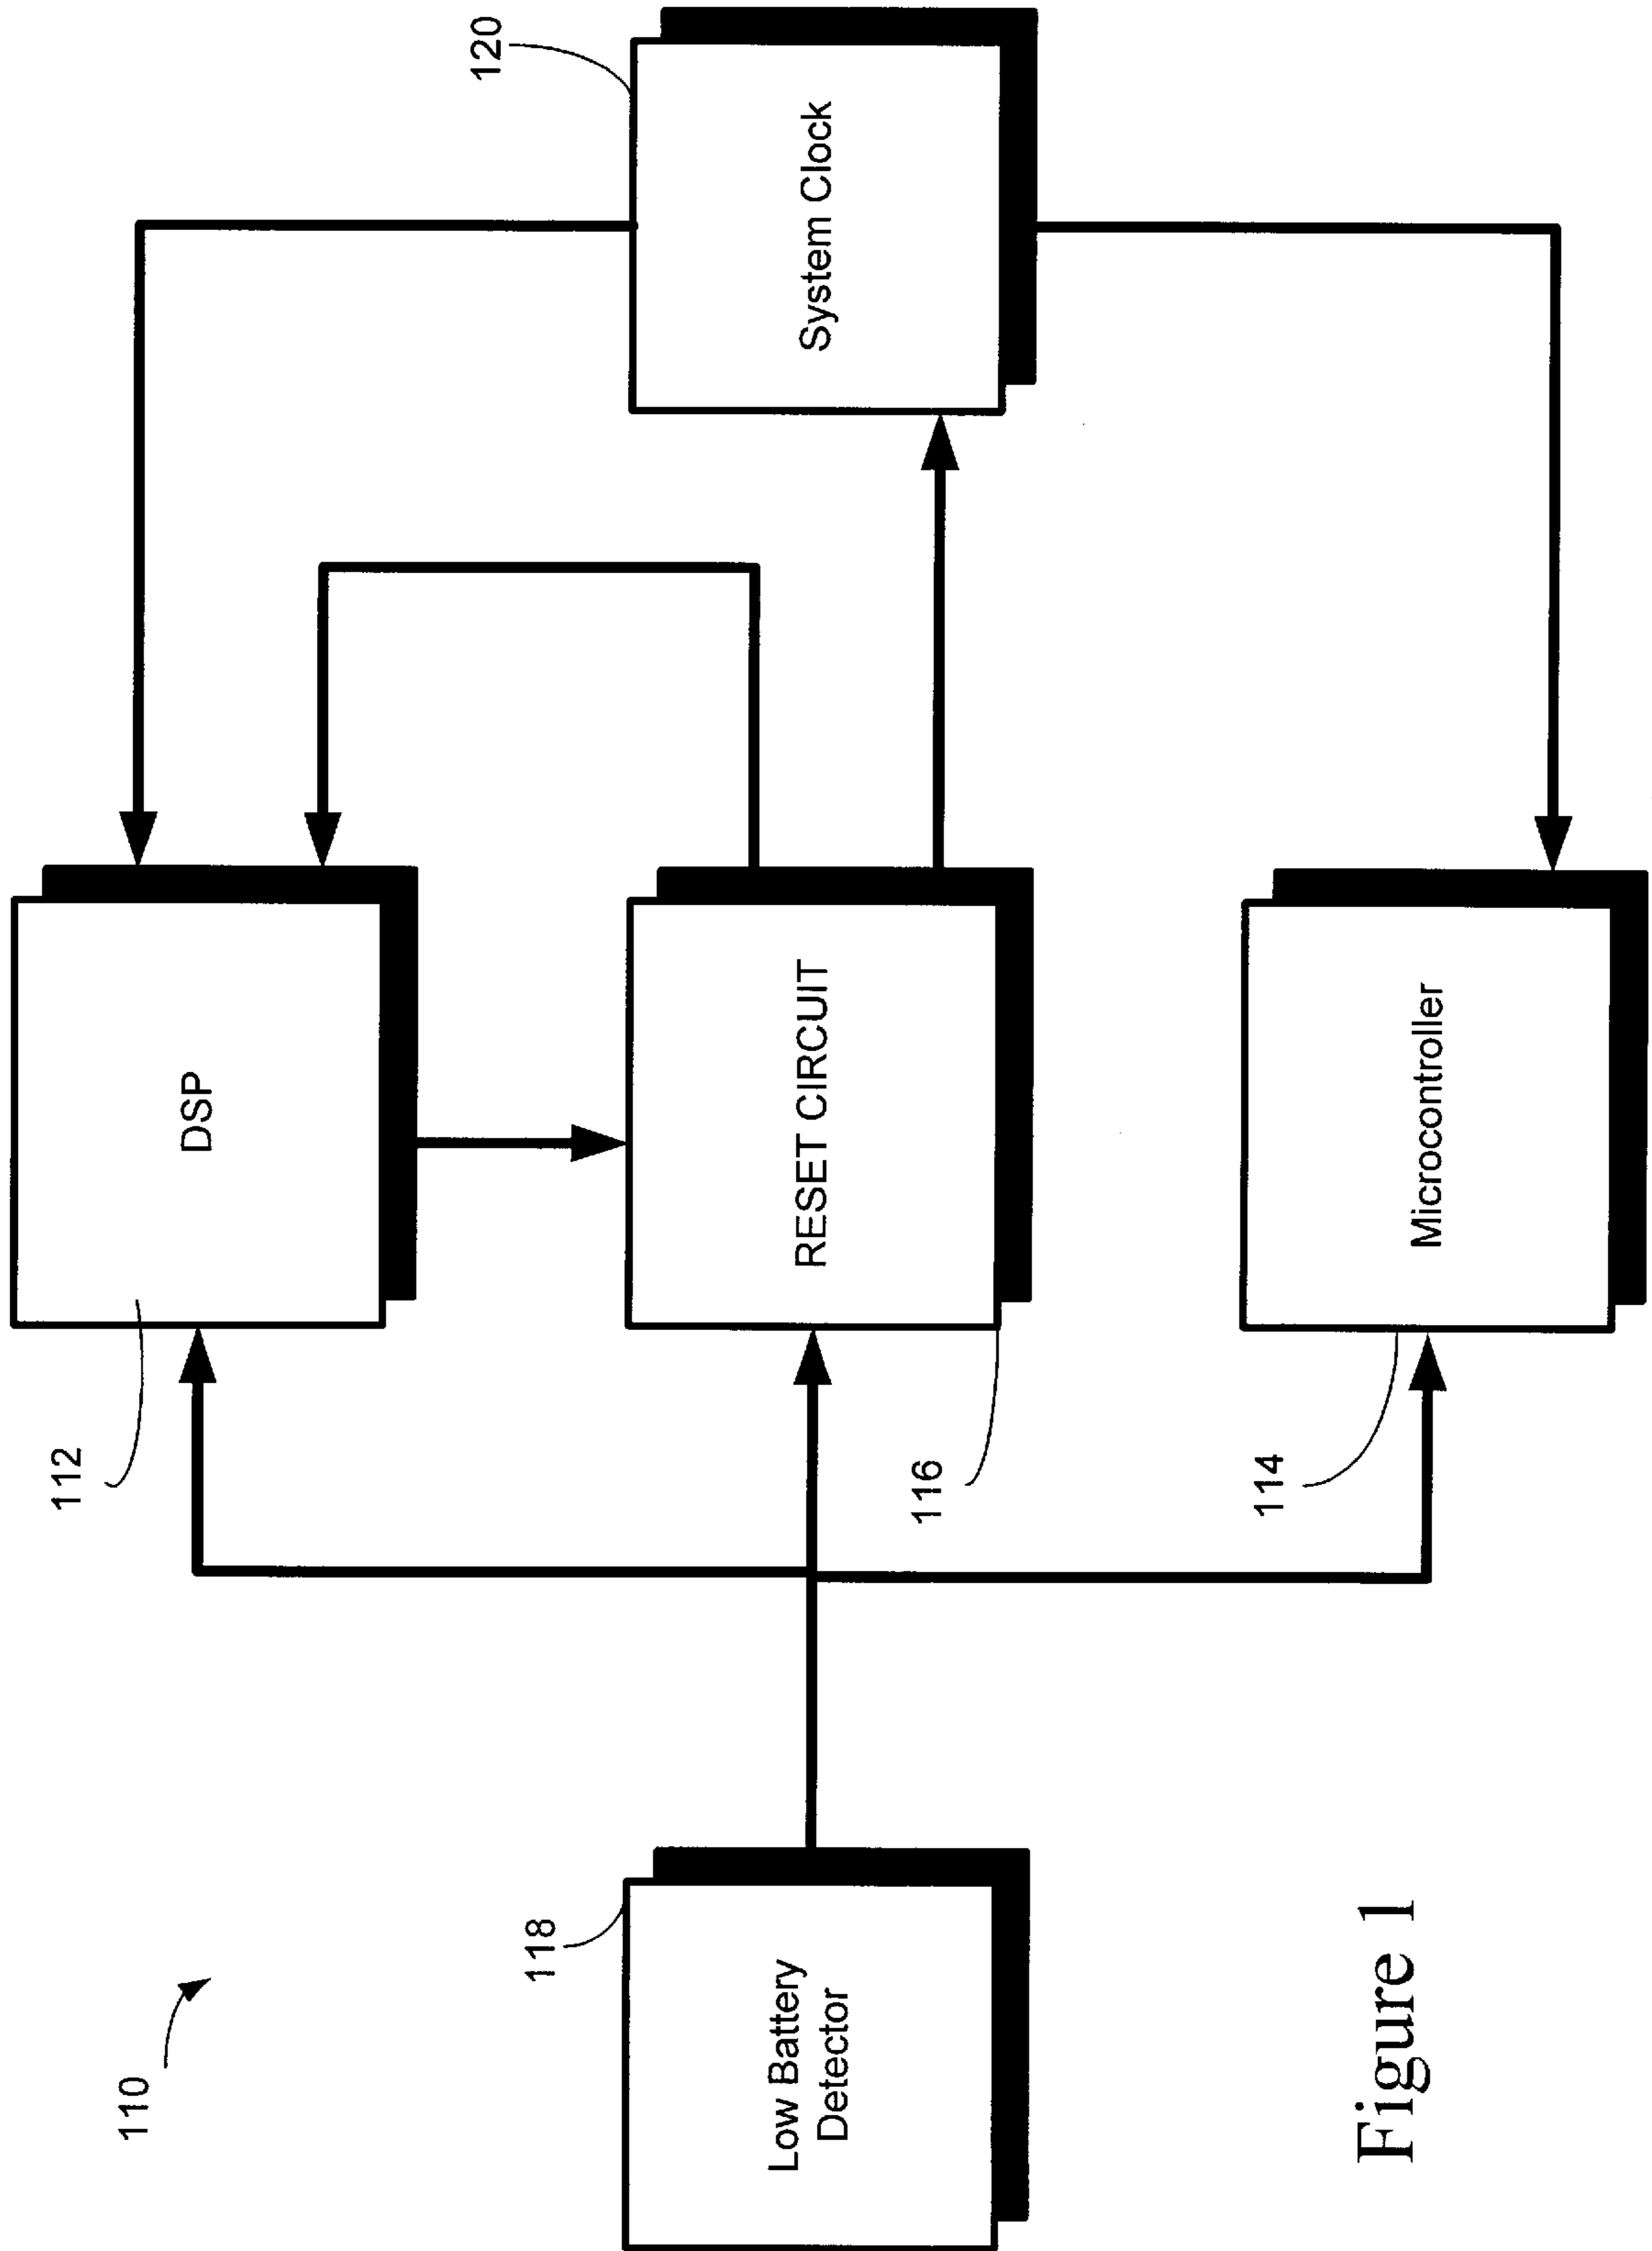 110
112
DSP
120
118
Low Battery
Detector
116
RESET CIRCUIT
System Clock
114
Microcontroller
Figure 1